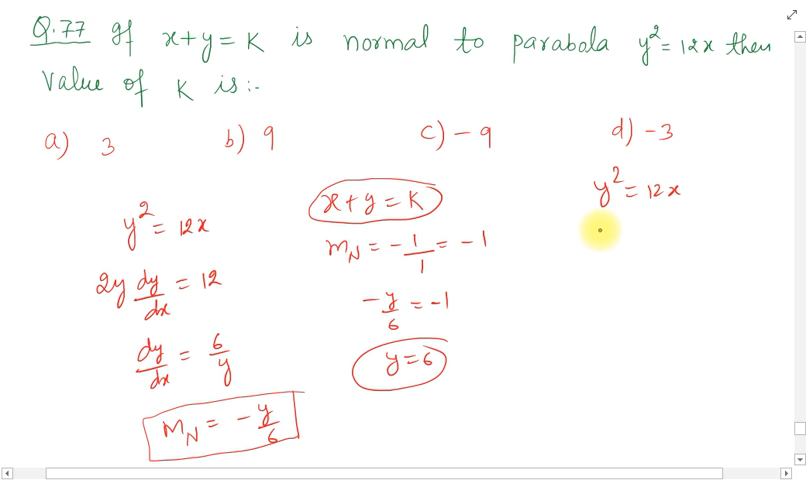 Q.77 If x+y=K is normal to parabola y²=12x then
Value of K is:-
a) 3 b) 9 c) -9 d) -3
y² = 12x
2y dy/dx = 12
dy/dx = 6/y
m_N = -y/6
x+y=K
m_N = -1/1 = -1
-y/6 = -1
y=6
y² = 12x